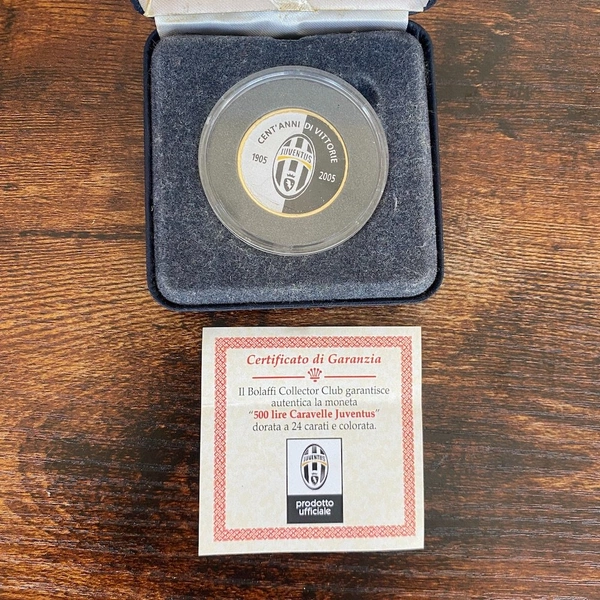 CENT'ANNI DI VITTORIE
1905
JUVENTUS
2005
Certificato di Garanzia
Il Bolaffi Collector Club garantisce
autentica la moneta
"500 lire Caravelle Juventus"
dorata a 24 carati e colorata.
JUVENTUS
prodotto
ufficiale